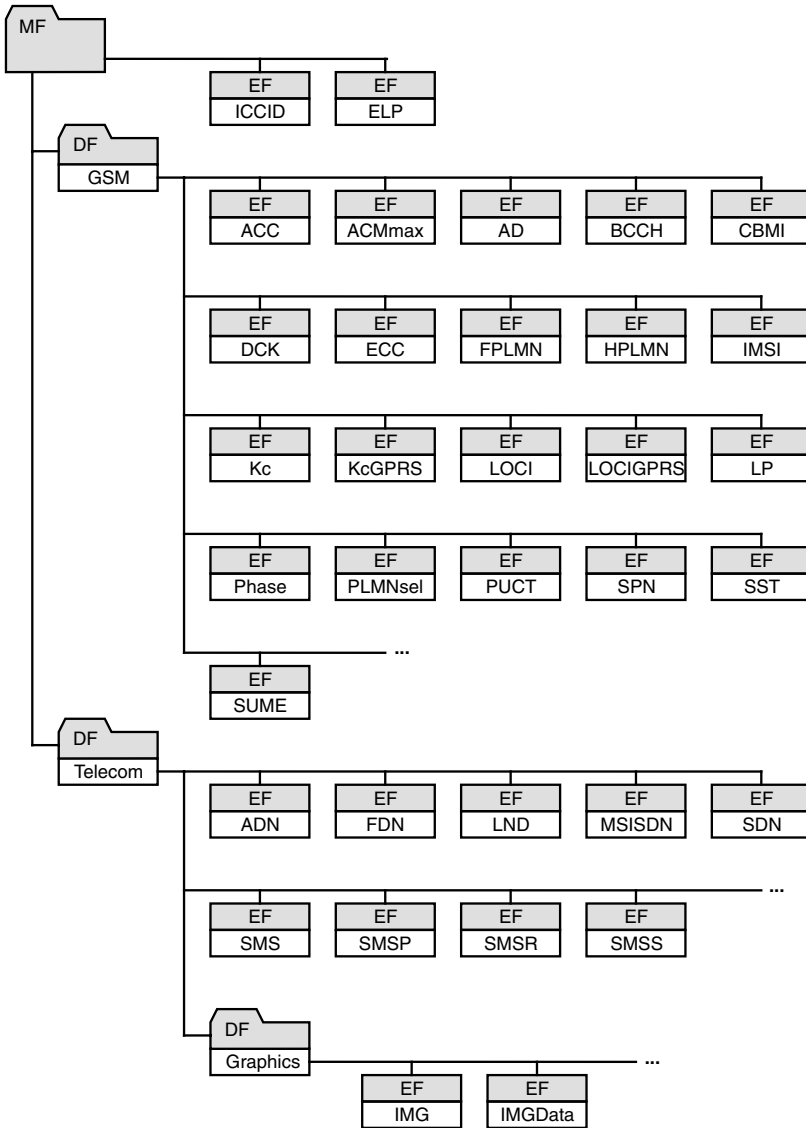 MF
EF EF
ICCID ELP
DF
GSM
EF EF EF EF EF
ACC ACMmax AD BCCH CBMI
EF EF EF EF EF
DCK ECC FPLMN HPLMN IMSI
EF EF EF EF EF
Kc KcGPRS LOCI LOCIGPRS LP
EF EF EF EF EF
Phase PLMNsel PUCT SPN SST
...
EF
SUME
DF
Telecom
EF EF EF EF EF
ADN FDN LND MSISDN SDN
...
EF EF EF EF
SMS SMSP SMSR SMSS
DF
Graphics
...
EF EF
IMG IMGData